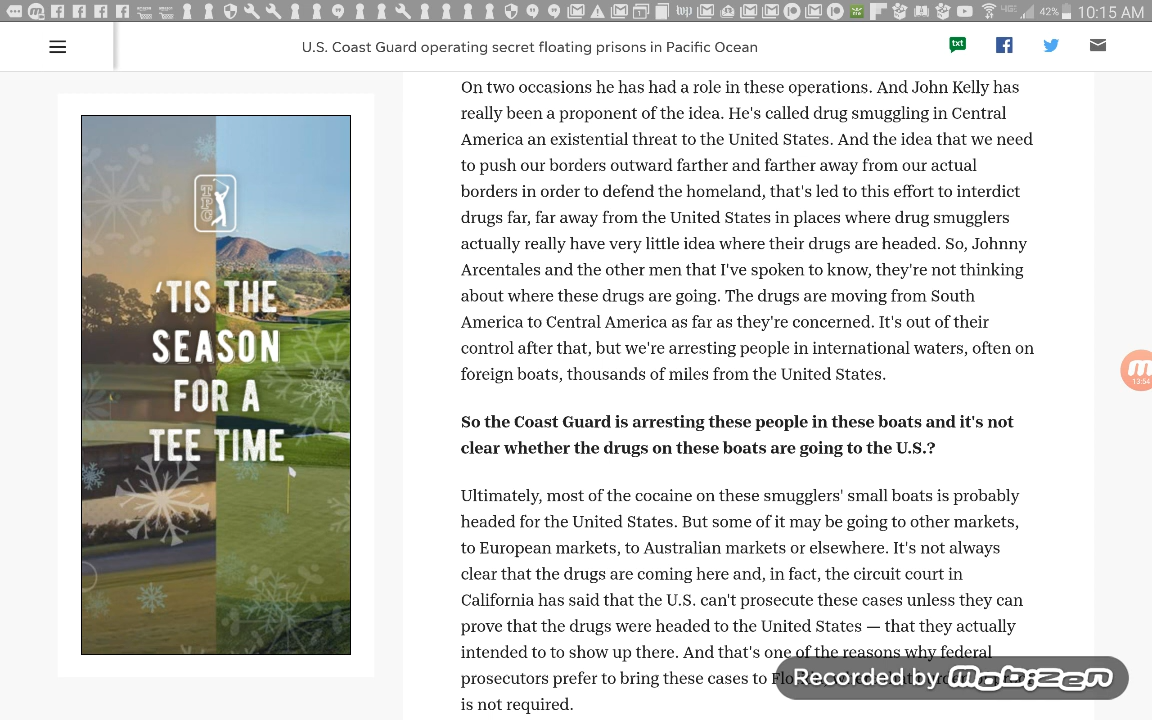 42% 10:15 AM
U.S. Coast Guard operating secret floating prisons in Pacific Ocean
txt
On two occasions he has had a role in these operations. And John Kelly has
really been a proponent of the idea. He's called drug smuggling in Central
America an existential threat to the United States. And the idea that we need
to push our borders outward farther and farther away from our actual
borders in order to defend the homeland, that's led to this effort to interdict
drugs far, far away from the United States in places where drug smugglers
actually really have very little idea where their drugs are headed. So, Johnny
Arcentales and the other men that I've spoken to know, they're not thinking
about where these drugs are going. The drugs are moving from South
America to Central America as far as they're concerned. It's out of their
control after that, but we're arresting people in international waters, often on
foreign boats, thousands of miles from the United States.
So the Coast Guard is arresting these people in these boats and it's not
clear whether the drugs on these boats are going to the U.S.?
Ultimately, most of the cocaine on these smugglers' small boats is probably
headed for the United States. But some of it may be going to other markets,
to European markets, to Australian markets or elsewhere. It's not always
clear that the drugs are coming here and, in fact, the circuit court in
California has said that the U.S. can't prosecute these cases unless they can
prove that the drugs were headed to the United States — that they actually
intended to to show up there. And that's one of the reasons why federal
prosecutors prefer to bring these cases to
is not required.
TPC
'TIS THE
SEASON
FOR A
TEE TIME
13:54
Recorded by Mobizen